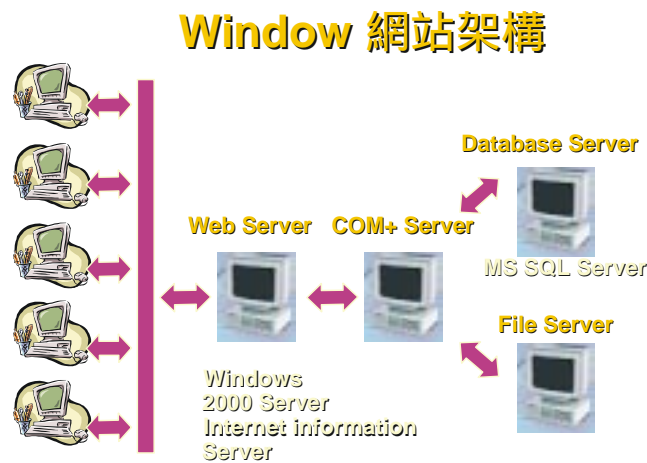 Window 網站架構
Database Server
Web Server
COM+ Server
MS SQL Server
File Server
Windows
2000 Server
Internet information
Server